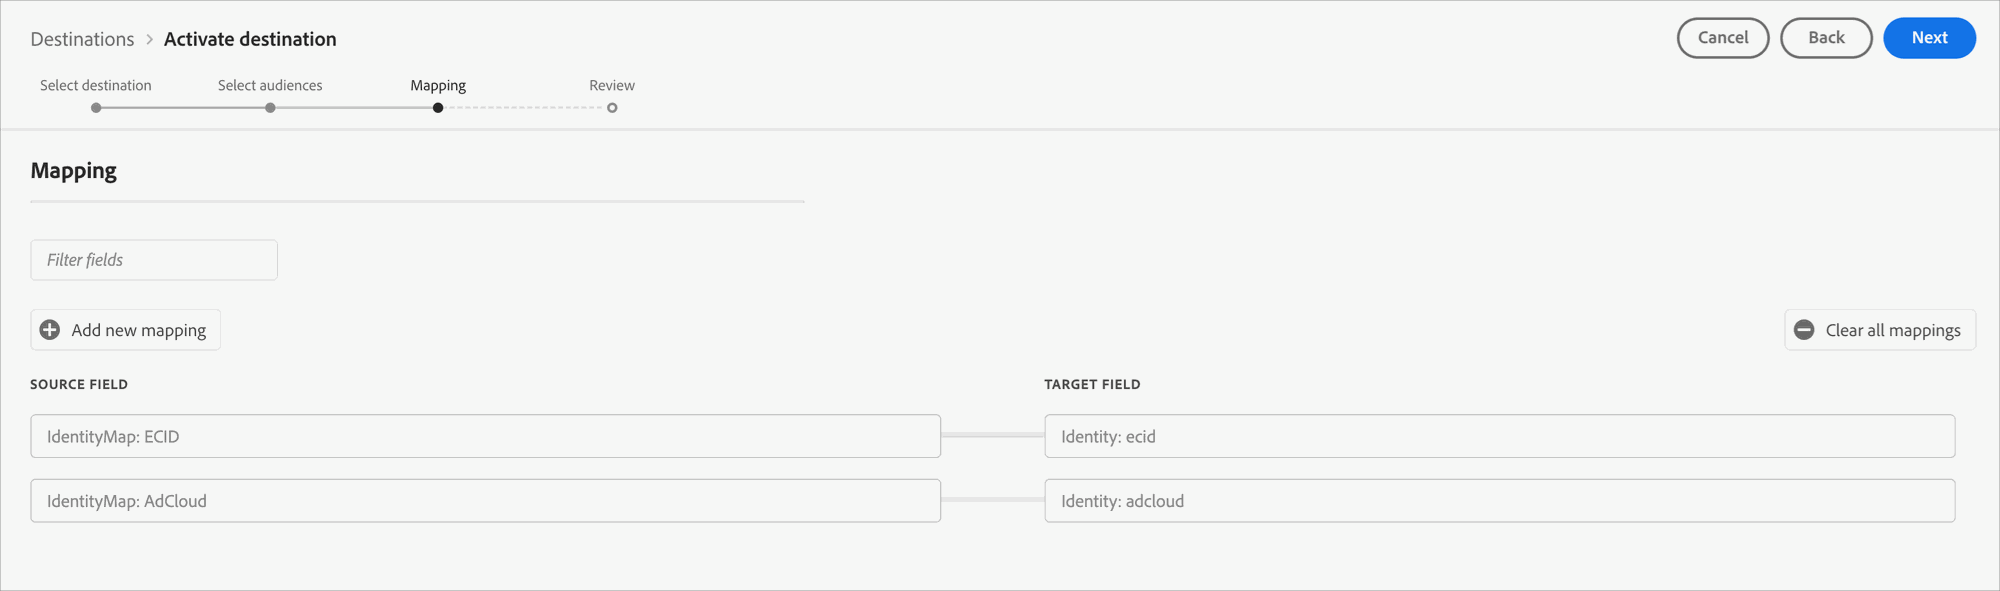 Destinations > Activate destination
Cancel
Back
Next
Select destination
Select audiences
Mapping
Review
Mapping
Filter fields
Add new mapping
Clear all mappings
SOURCE FIELD
TARGET FIELD
IdentityMap: ECID
Identity: ecid
IdentityMap: AdCloud
Identity: adcloud